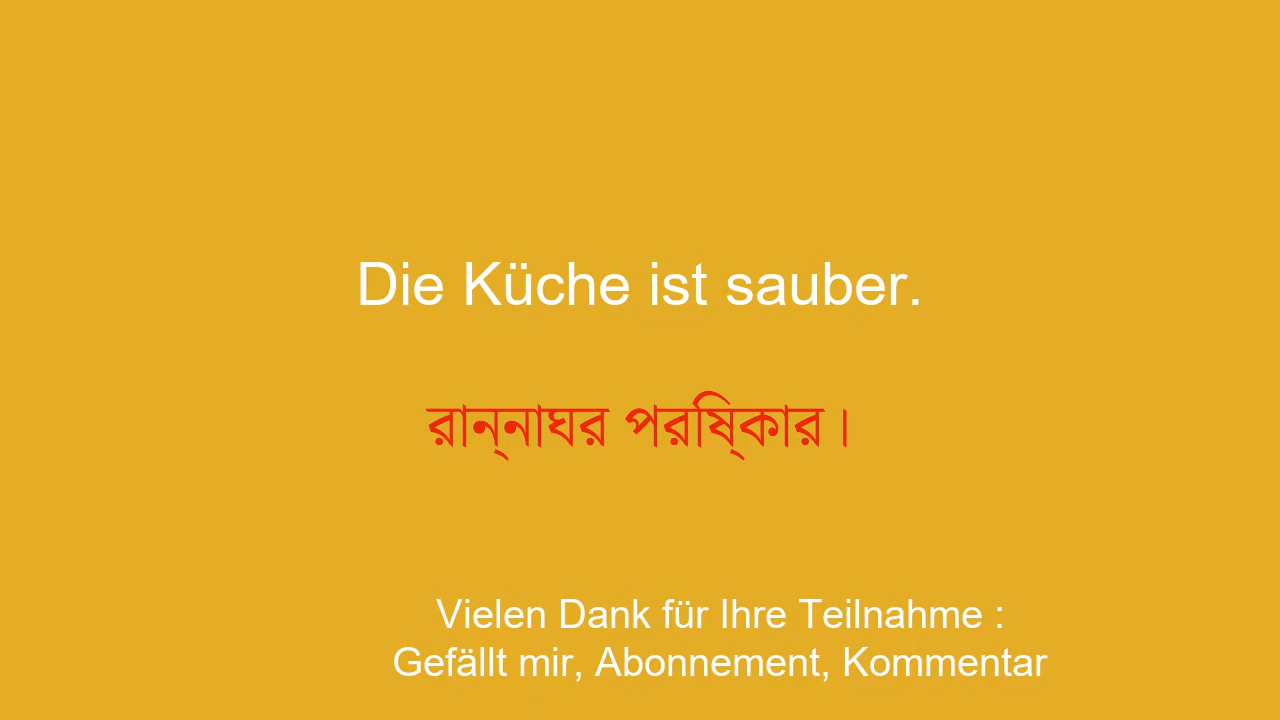 Die Küche ist sauber.
রান্নাঘর পরিষ্কার।
Vielen Dank für Ihre Teilnahme :
Gefällt mir, Abonnement, Kommentar